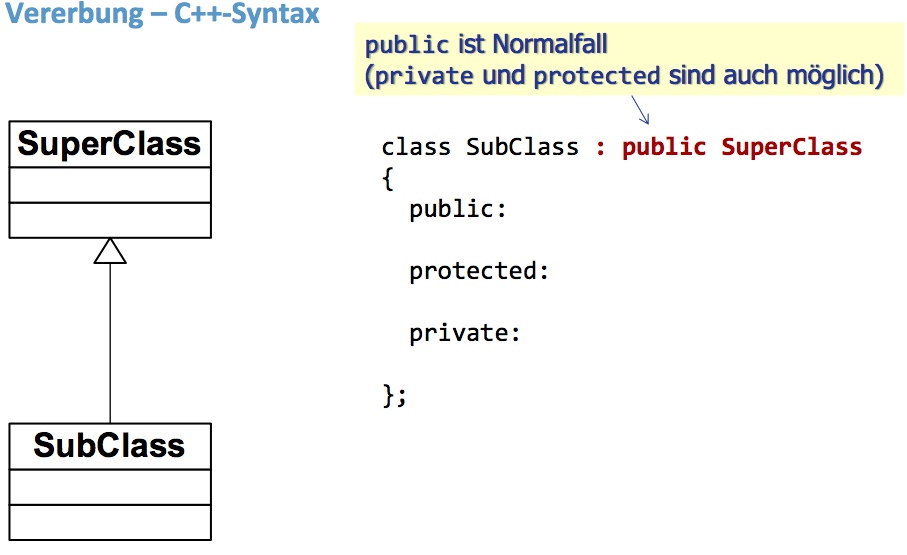 Vererbung – C++-Syntax
public ist Normalfall
(private und protected sind auch möglich)
SuperClass
class SubClass : public SuperClass
{
public:
protected:
private:
};
SubClass